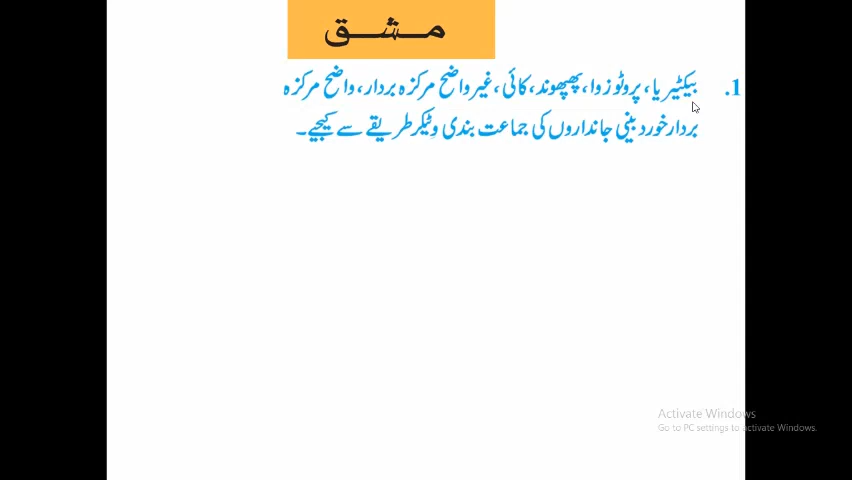 مشق
1. بیکٹیریا، پروٹوزوا، پھپھوند، کائی، غیر واضح مرکزہ بردار، واضح مرکزہ
بردار خوردبینی جانداروں کی جماعت بندی وٹیکر طریقے سے کیجیے۔
Activate Windows
Go to PC settings to activate Windows.